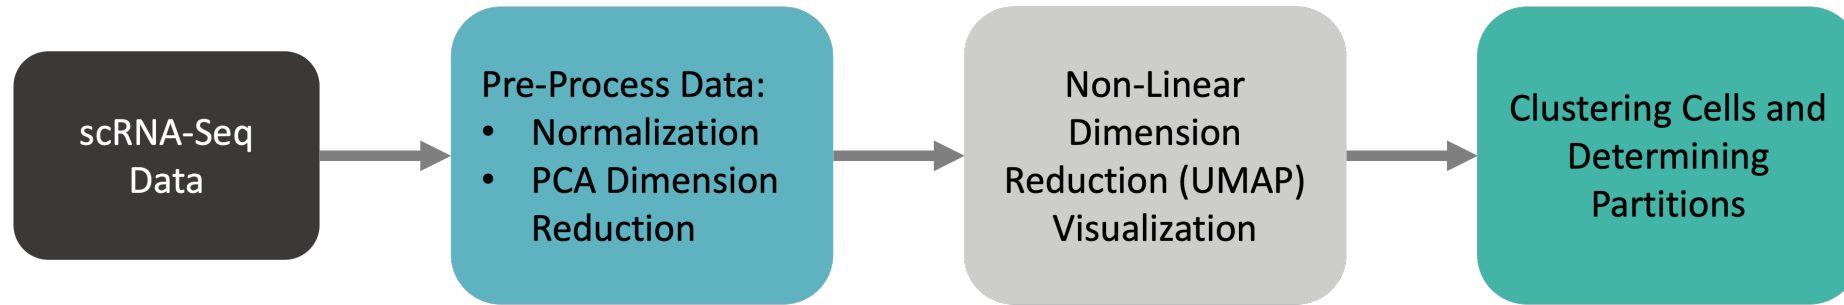 scRNA-Seq
Data
Pre-Process Data:
• Normalization
• PCA Dimension
Reduction
Non-Linear
Dimension
Reduction (UMAP)
Visualization
Clustering Cells and
Determining
Partitions